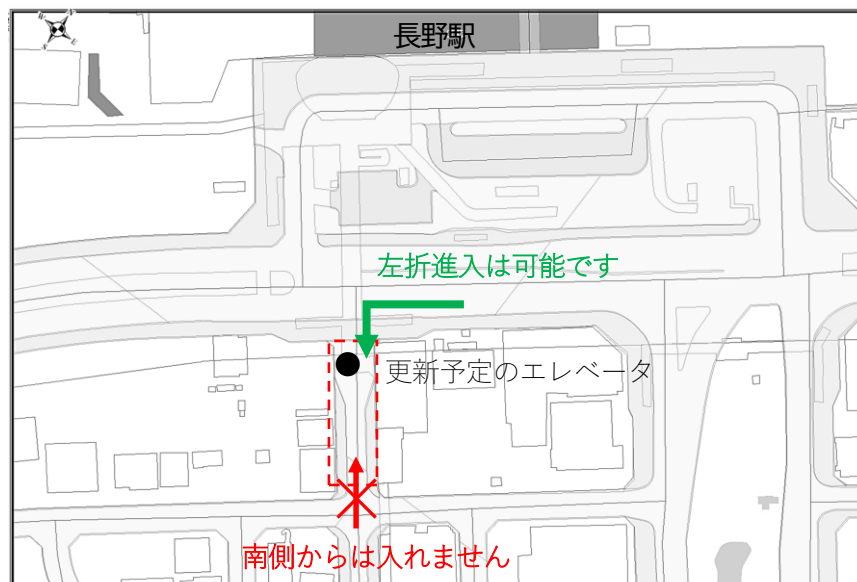 長野駅
左折進入は可能です
更新予定のエレベータ
南側からは入れません